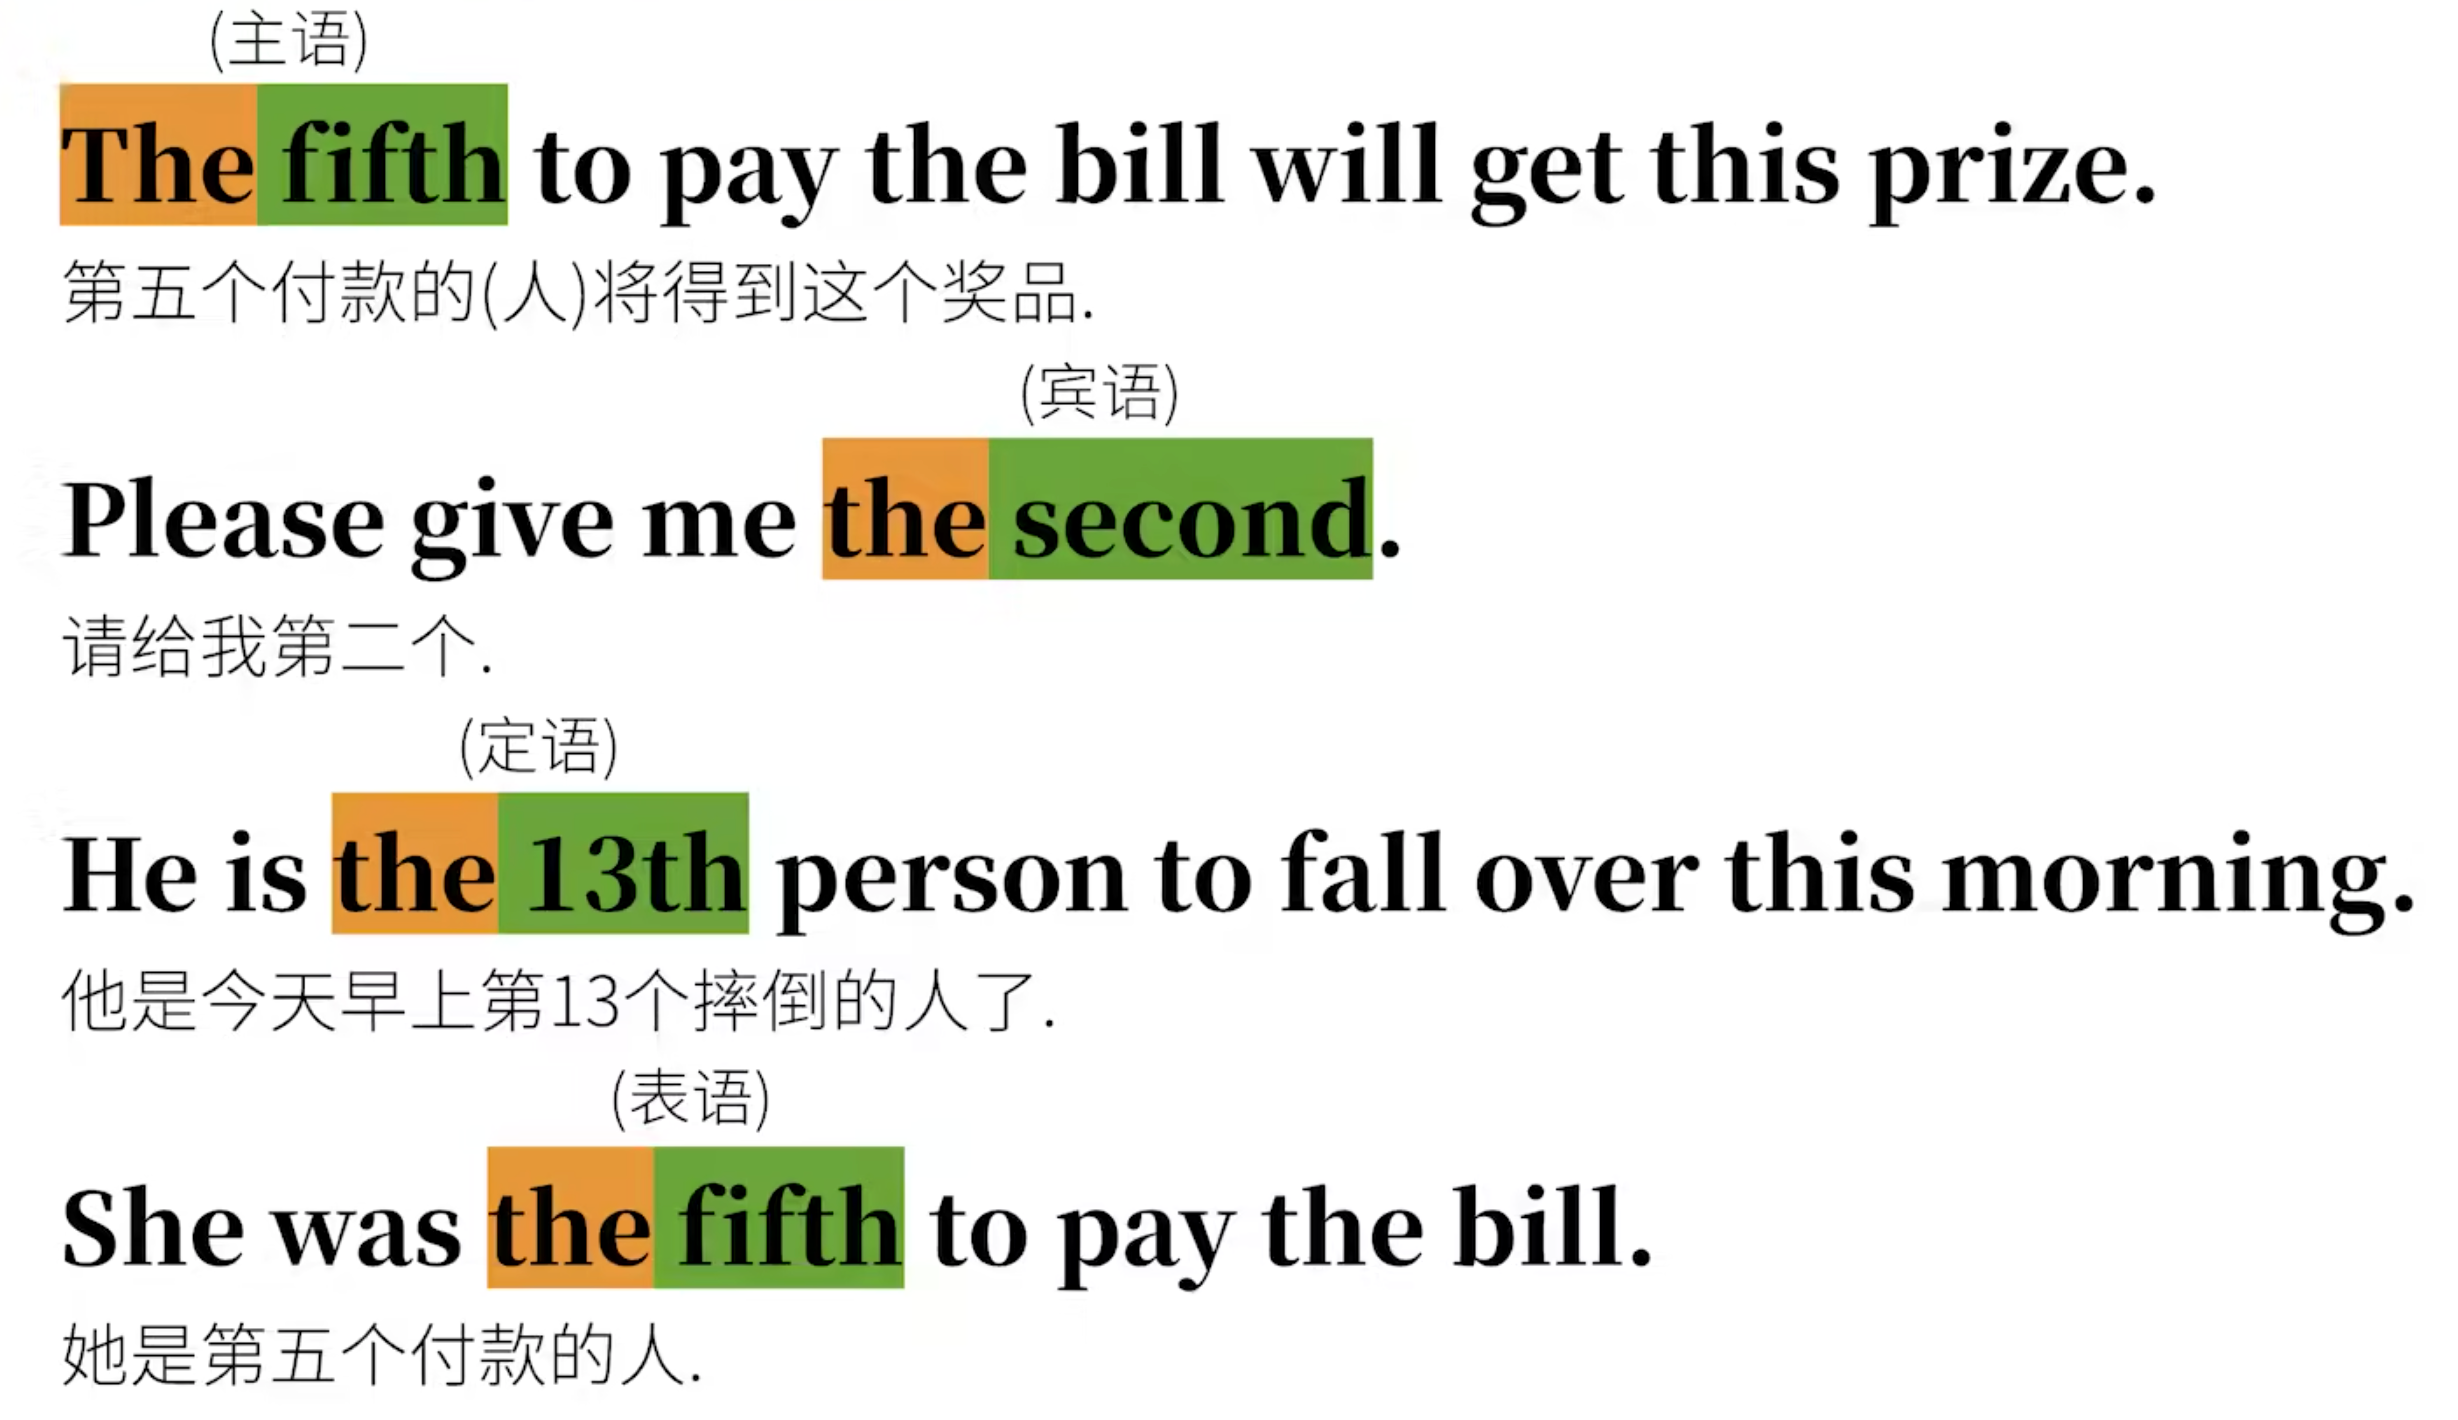 (主语)
The fifth to pay the bill will get this prize.
第五个付款的(人)将得到这个奖品.
(宾语)
Please give me the second.
请给我第二个.
(定语)
He is the 13th person to fall over this morning.
他是今天早上第13个摔倒的人了.
(表语)
She was the fifth to pay the bill.
她是第五个付款的人.